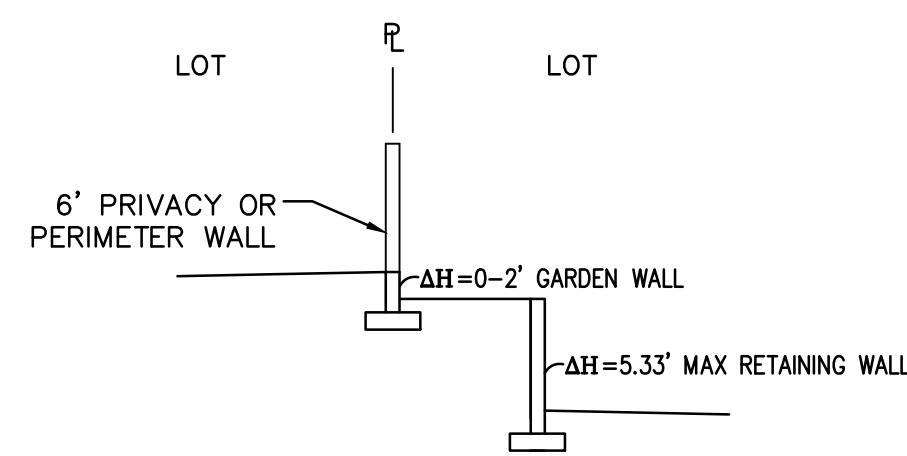 ℄
LOT
LOT
6' PRIVACY OR
PERIMETER WALL
ΔH=0-2' GARDEN WALL
ΔH=5.33' MAX RETAINING WALL